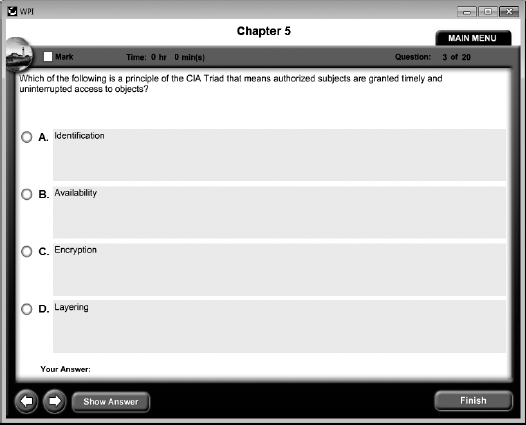 WPI
Chapter 5
MAIN MENU
Mark Time: 0 hr 0 min(s) Question: 3 of 20
Which of the following is a principle of the CIA Triad that means authorized subjects are granted timely and
uninterrupted access to objects?
A. Identification
B. Availability
C. Encryption
D. Layering
Your Answer:
Show Answer Finish